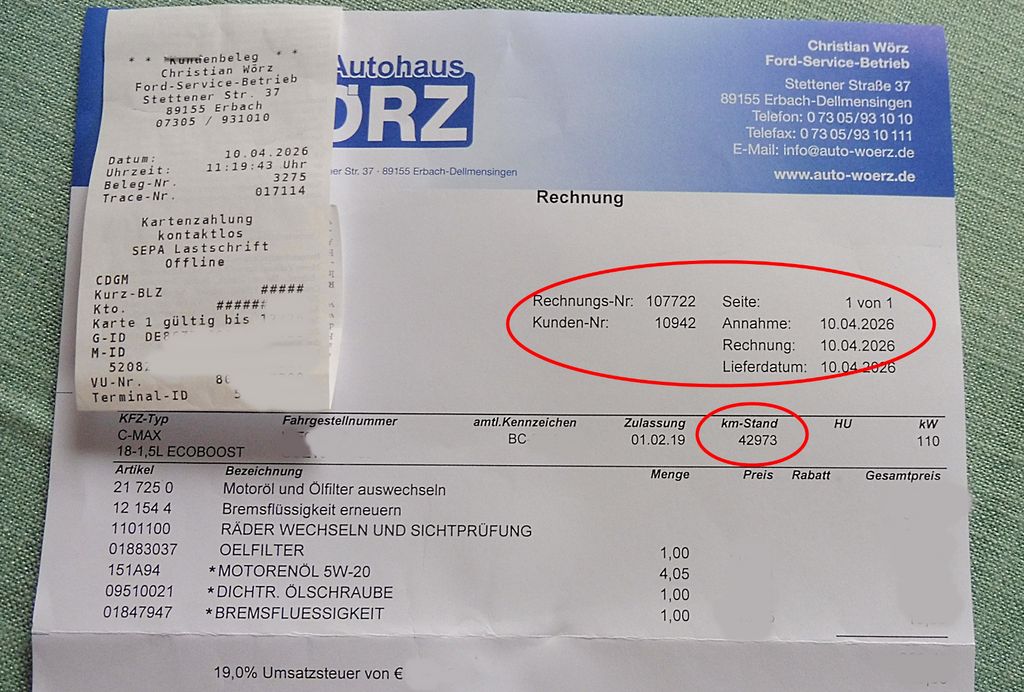 * * Kundenbeleg * *
Christian Wörz
Ford-Service-Betrieb
Stettener Str. 37
89155 Erbach
07305 / 931010
Datum: 10.04.2026
Uhrzeit: 11:19:43 Uhr
Beleg-Nr. 3275
Trace-Nr. 017114
Kartenzahlung
kontaktlos
SEPA Lastschrift
Offline
CDGM
Kurz-BLZ #####
Kto. ######
Karte 1 gültig bis
G-ID
M-ID
5208
VU-Nr.
Terminal-ID
Autohaus
ÖRZ
er Str. 37 · 89155 Erbach-Dellmensingen
Christian Wörz
Ford-Service-Betrieb
Stettener Straße 37
89155 Erbach-Dellmensingen
Telefon: 0 73 05/93 10 10
Telefax: 0 73 05/93 10 111
E-Mail: info@auto-woerz.de
www.auto-woerz.de
Rechnung
Rechnungs-Nr: 107722 Seite: 1 von 1
Kunden-Nr: 10942 Annahme: 10.04.2026
Rechnung: 10.04.2026
Lieferdatum: 10.04.2026
KFZ-Typ Fahrgestellnummer amtl.Kennzeichen Zulassung km-Stand HU kW
C-MAX BC 01.02.19 42973 110
18-1,5L ECOBOOST
Artikel Bezeichnung Menge Preis Rabatt Gesamtpreis
21 725 0 Motoröl und Ölfilter auswechseln
12 154 4 Bremsflüssigkeit erneuern
1101100 RÄDER WECHSELN UND SICHTPRÜFUNG
01883037 OELFILTER 1,00
151A94 *MOTORENÖL 5W-20 4,05
09510021 *DICHTR. ÖLSCHRAUBE 1,00
01847947 *BREMSFLUESSIGKEIT 1,00
19,0% Umsatzsteuer von €